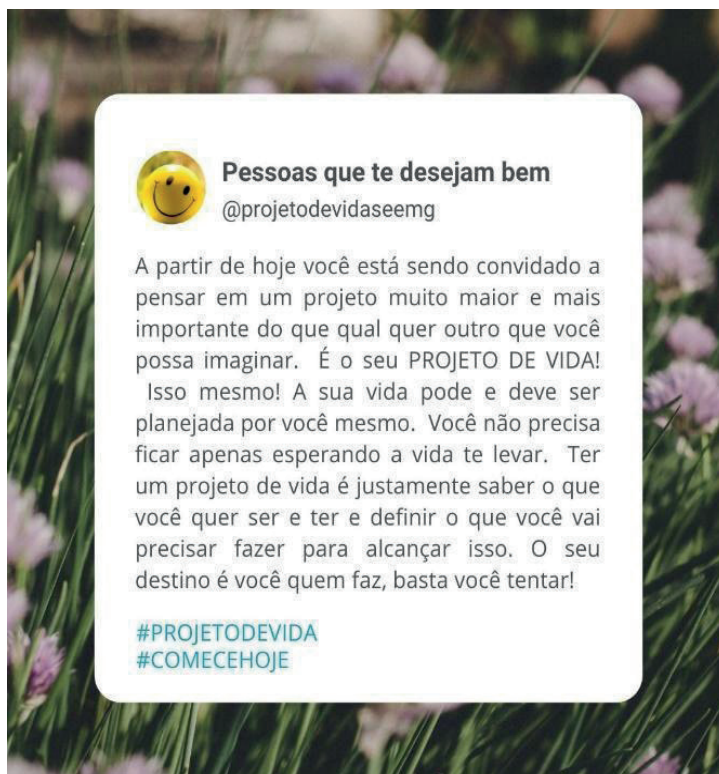 Pessoas que te desejam bem
@projetodevidaseemg
A partir de hoje você está sendo convidado a
pensar em um projeto muito maior e mais
importante do que qual quer outro que você
possa imaginar. É o seu PROJETO DE VIDA!
Isso mesmo! A sua vida pode e deve ser
planejada por você mesmo. Você não precisa
ficar apenas esperando a vida te levar. Ter
um projeto de vida é justamente saber o que
você quer ser e ter e definir o que você vai
precisar fazer para alcançar isso. O seu
destino é você quem faz, basta você tentar!
#PROJETODEVIDA
#COMECEHOJE